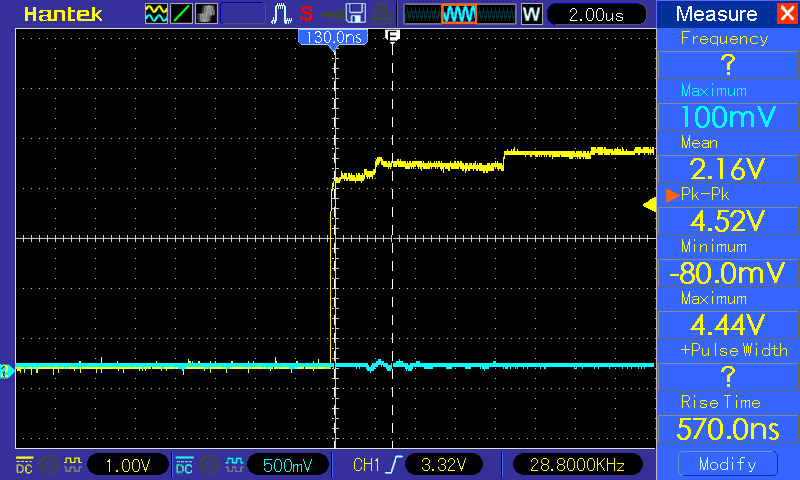 Hantek
S
W
2.00us
Measure
130.0ns
F
Frequency
?
Maximum
100mV
Mean
2.16V
Pk-Pk
4.52V
Minimum
-80.0mV
Maximum
4.44V
+Pulse Width
?
Rise Time
570.0ns
DC 1.00V DC 500mV CH1 3.32V 28.8000KHz
Modify